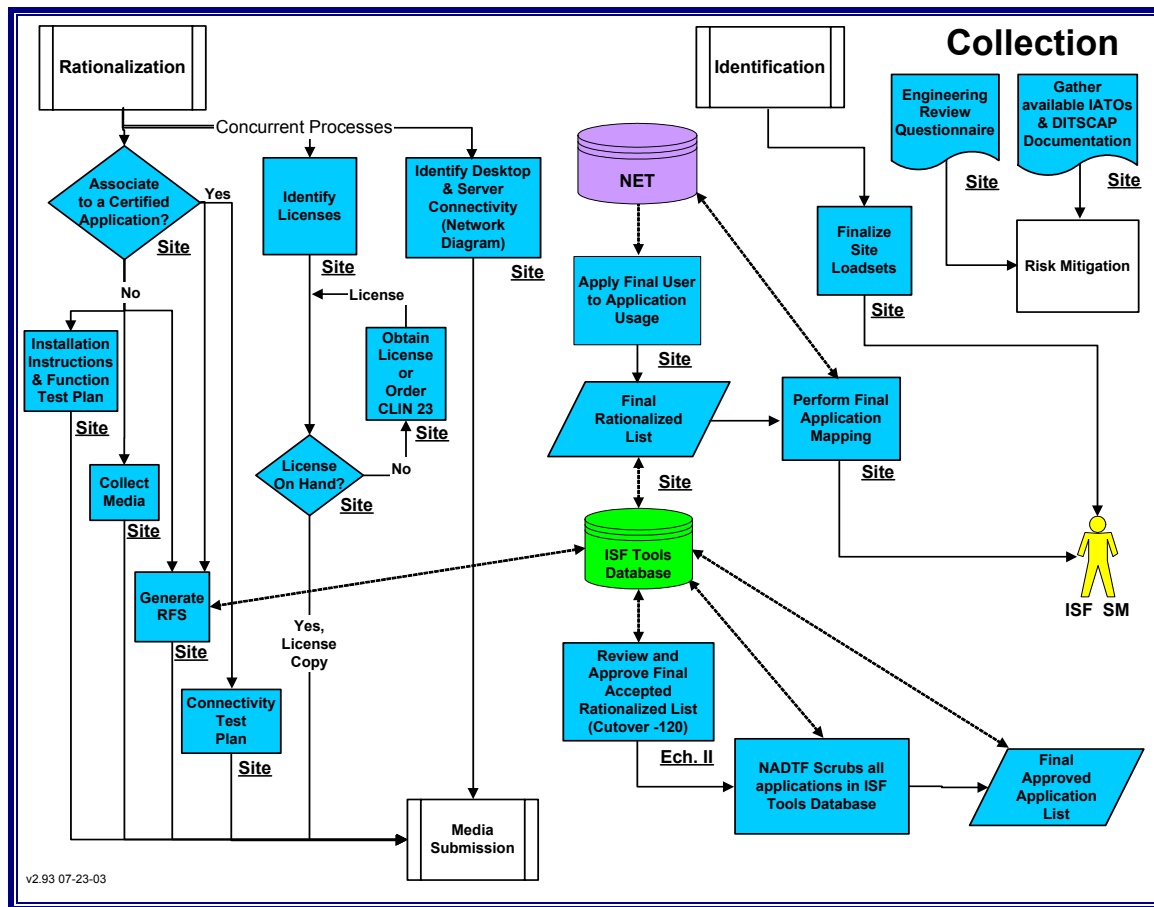 Collection
Rationalization
Identification
Engineering
Review
Questionnaire
Site
Gather
available IATOs
& DITSCAP
Documentation
Site
Concurrent Processes
Associate
to a Certified
Application?
Site
Yes
No
Identify
Licenses
Site
Identify Desktop
& Server
Connectivity
(Network
Diagram)
Site
NET
Finalize
Site
Loadsets
Site
Risk Mitigation
License
Apply Final User
to Application
Usage
Site
Installation
Instructions
& Function
Test Plan
Site
Obtain
License
or
Order
CLIN 23
Site
Final
Rationalized
List
Site
Perform Final
Application
Mapping
Site
Collect
Media
Site
License
On Hand?
Site
No
ISF Tools
Database
ISF SM
Generate
RFS
Site
Yes,
License
Copy
Review and
Approve Final
Accepted
Rationalized List
(Cutover -120)
Ech. II
Connectivity
Test
Plan
Site
NADTF Scrubs all
applications in ISF
Tools Database
Final
Approved
Application
List
Media
Submission
v2.93 07-23-03